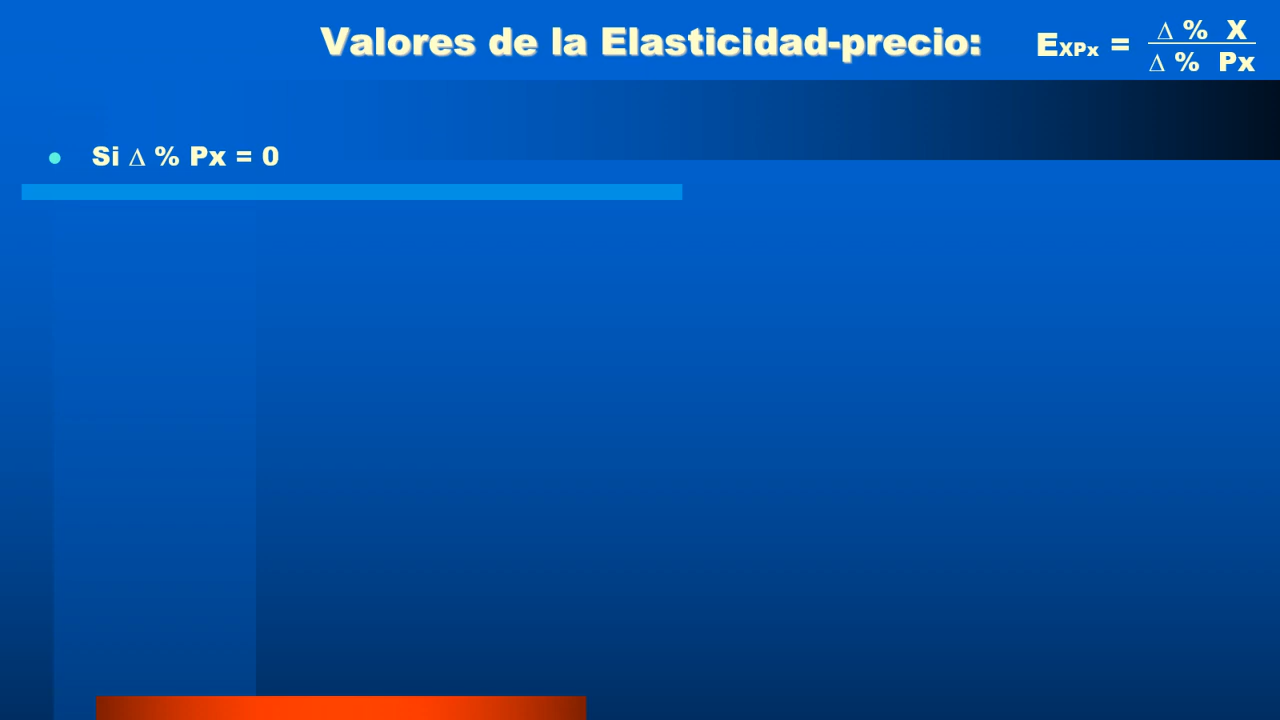 Valores de la Elasticidad-precio: EXPx = ∆ % X / ∆ % Px
Si ∆ % Px = 0